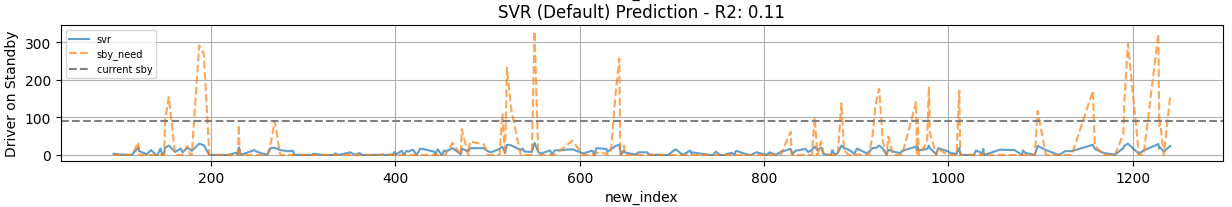 SVR (Default) Prediction - R2: 0.11
Driver on Standby
300
200
100
0
svr
sby_need
current sby
200
400
600
800
1000
1200
new_index